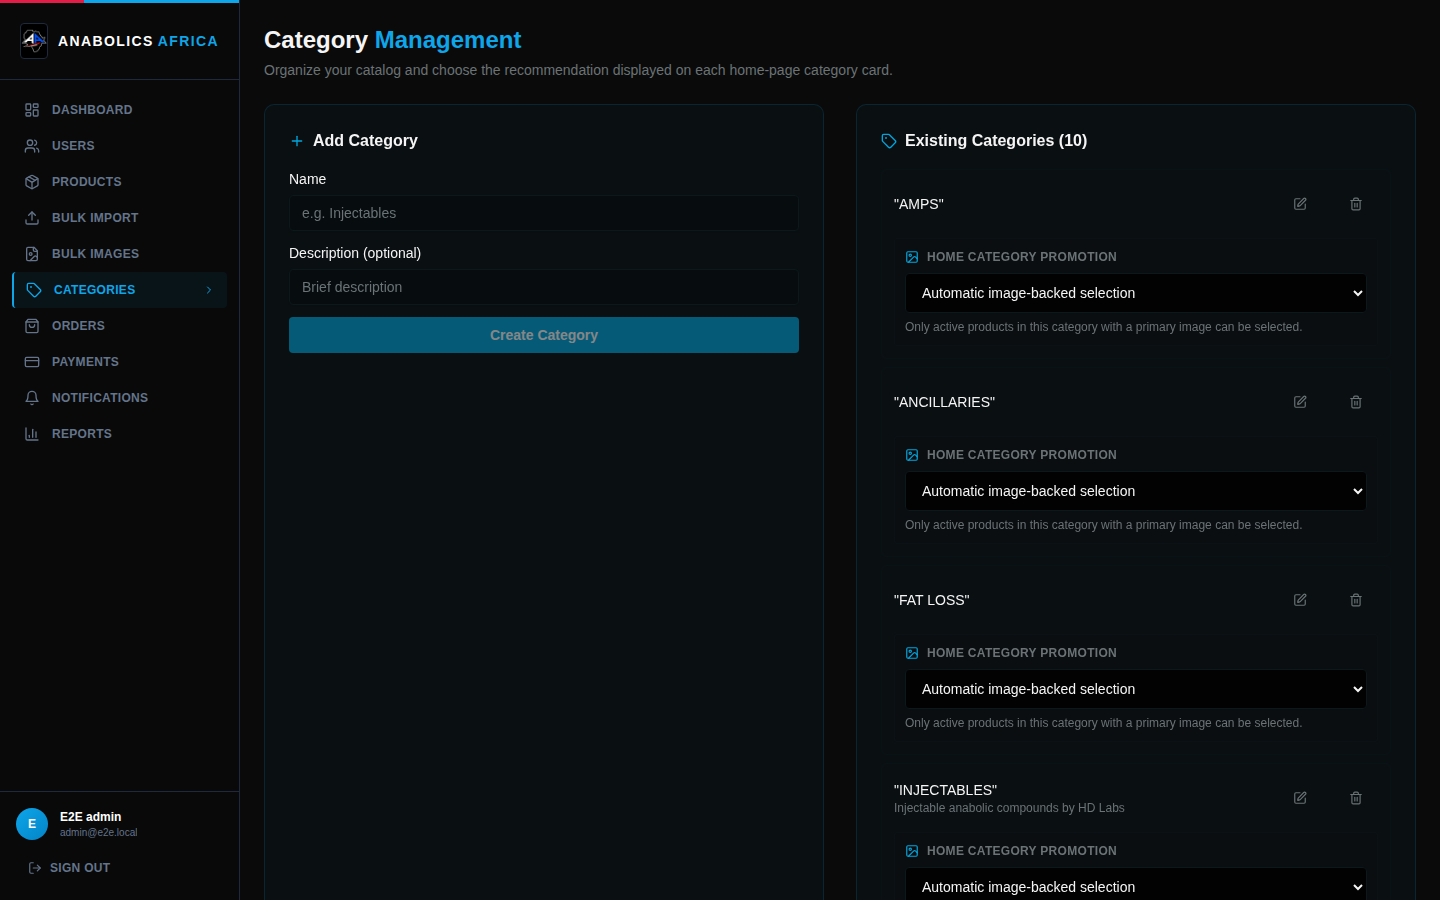 ANABOLICS AFRICA
DASHBOARD
USERS
PRODUCTS
BULK IMPORT
BULK IMAGES
CATEGORIES
ORDERS
PAYMENTS
NOTIFICATIONS
REPORTS
E
E2E admin
admin@e2e.local
SIGN OUT
Category Management
Organize your catalog and choose the recommendation displayed on each home-page category card.
Add Category
Name
e.g. Injectables
Description (optional)
Brief description
Create Category
Existing Categories (10)
"AMPS"
HOME CATEGORY PROMOTION
Automatic image-backed selection
Only active products in this category with a primary image can be selected.
"ANCILLARIES"
HOME CATEGORY PROMOTION
Automatic image-backed selection
Only active products in this category with a primary image can be selected.
"FAT LOSS"
HOME CATEGORY PROMOTION
Automatic image-backed selection
Only active products in this category with a primary image can be selected.
"INJECTABLES"
Injectable anabolic compounds by HD Labs
HOME CATEGORY PROMOTION
Automatic image-backed selection